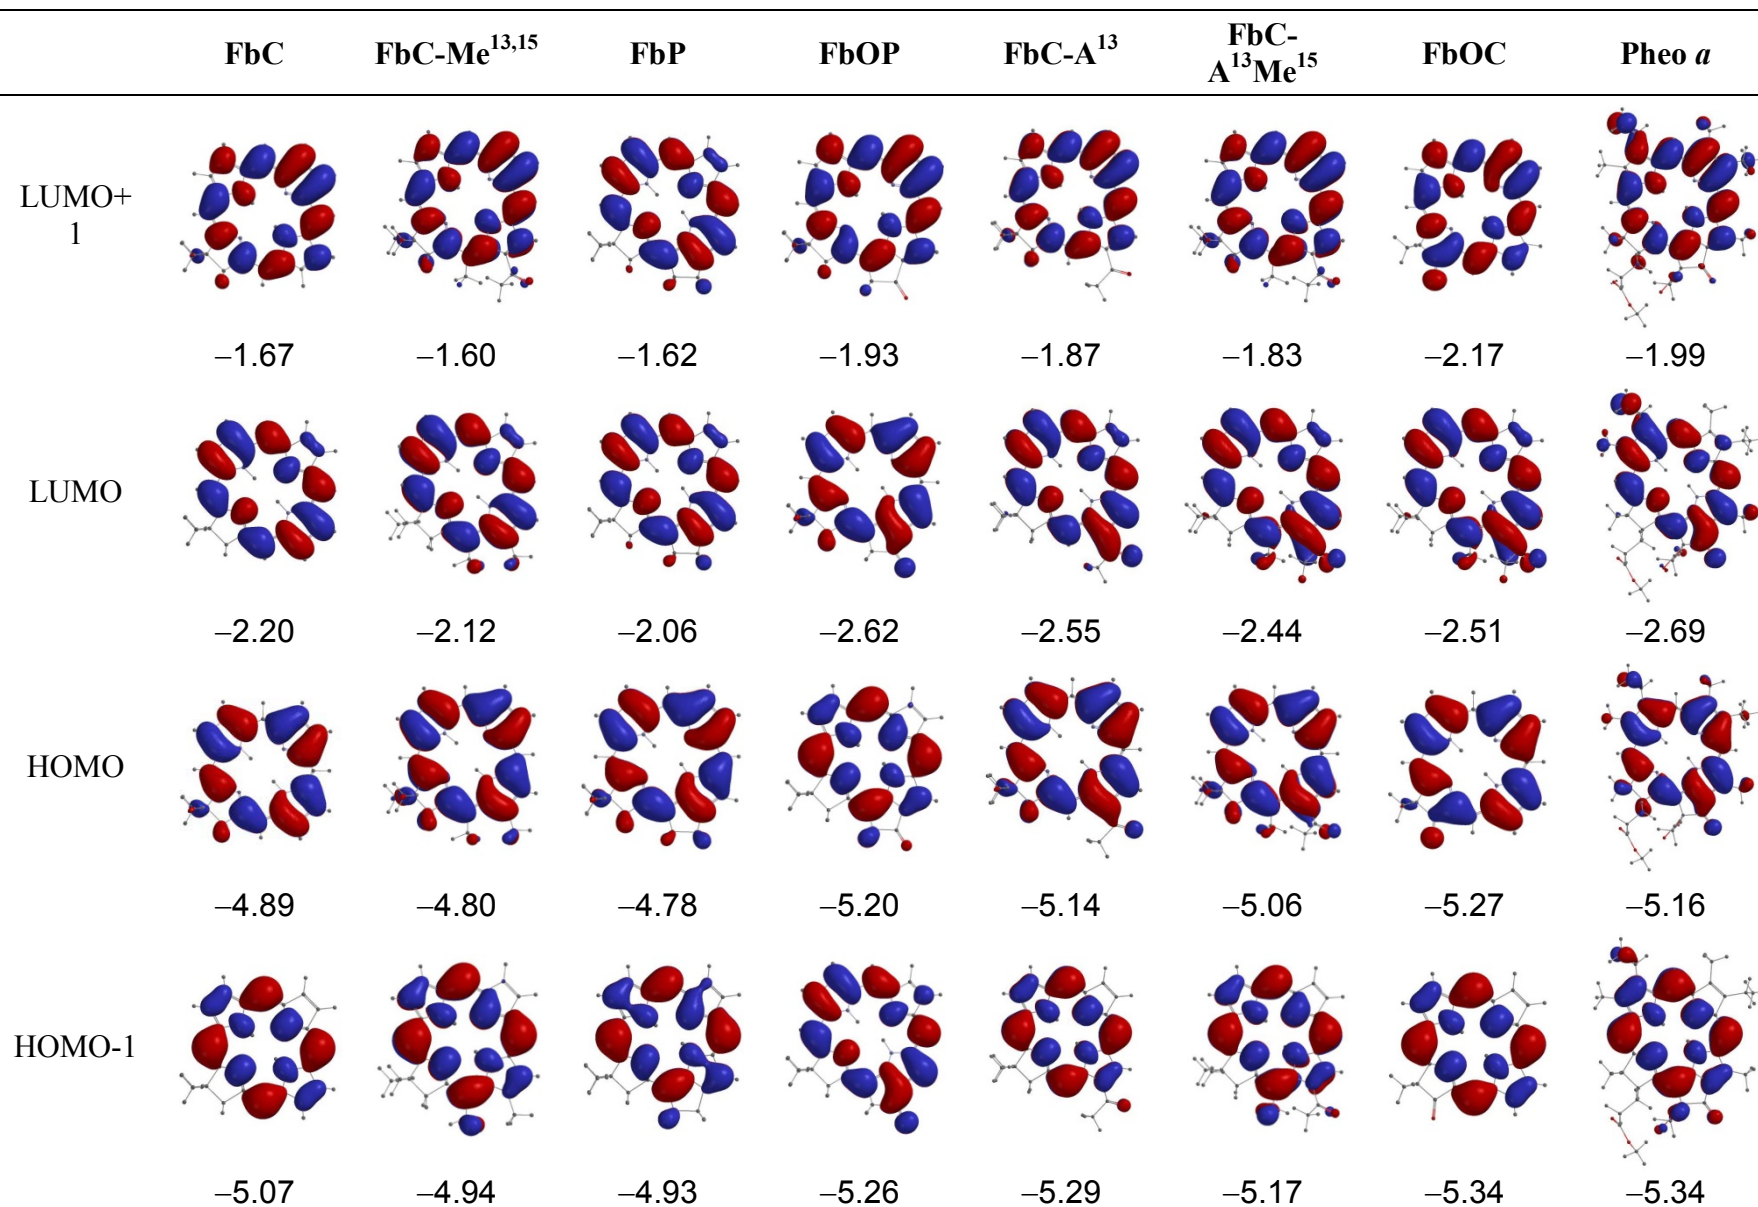 FbC FbC-Me¹³,¹⁵ FbP FbOP FbC-A¹³ FbC- FbOC Pheo a
A¹³Me¹⁵
LUMO+
1
−1.67 −1.60 −1.62 −1.93 −1.87 −1.83 −2.17 −1.99
LUMO
−2.20 −2.12 −2.06 −2.62 −2.55 −2.44 −2.51 −2.69
HOMO
−4.89 −4.80 −4.78 −5.20 −5.14 −5.06 −5.27 −5.16
HOMO-1
−5.07 −4.94 −4.93 −5.26 −5.29 −5.17 −5.34 −5.34